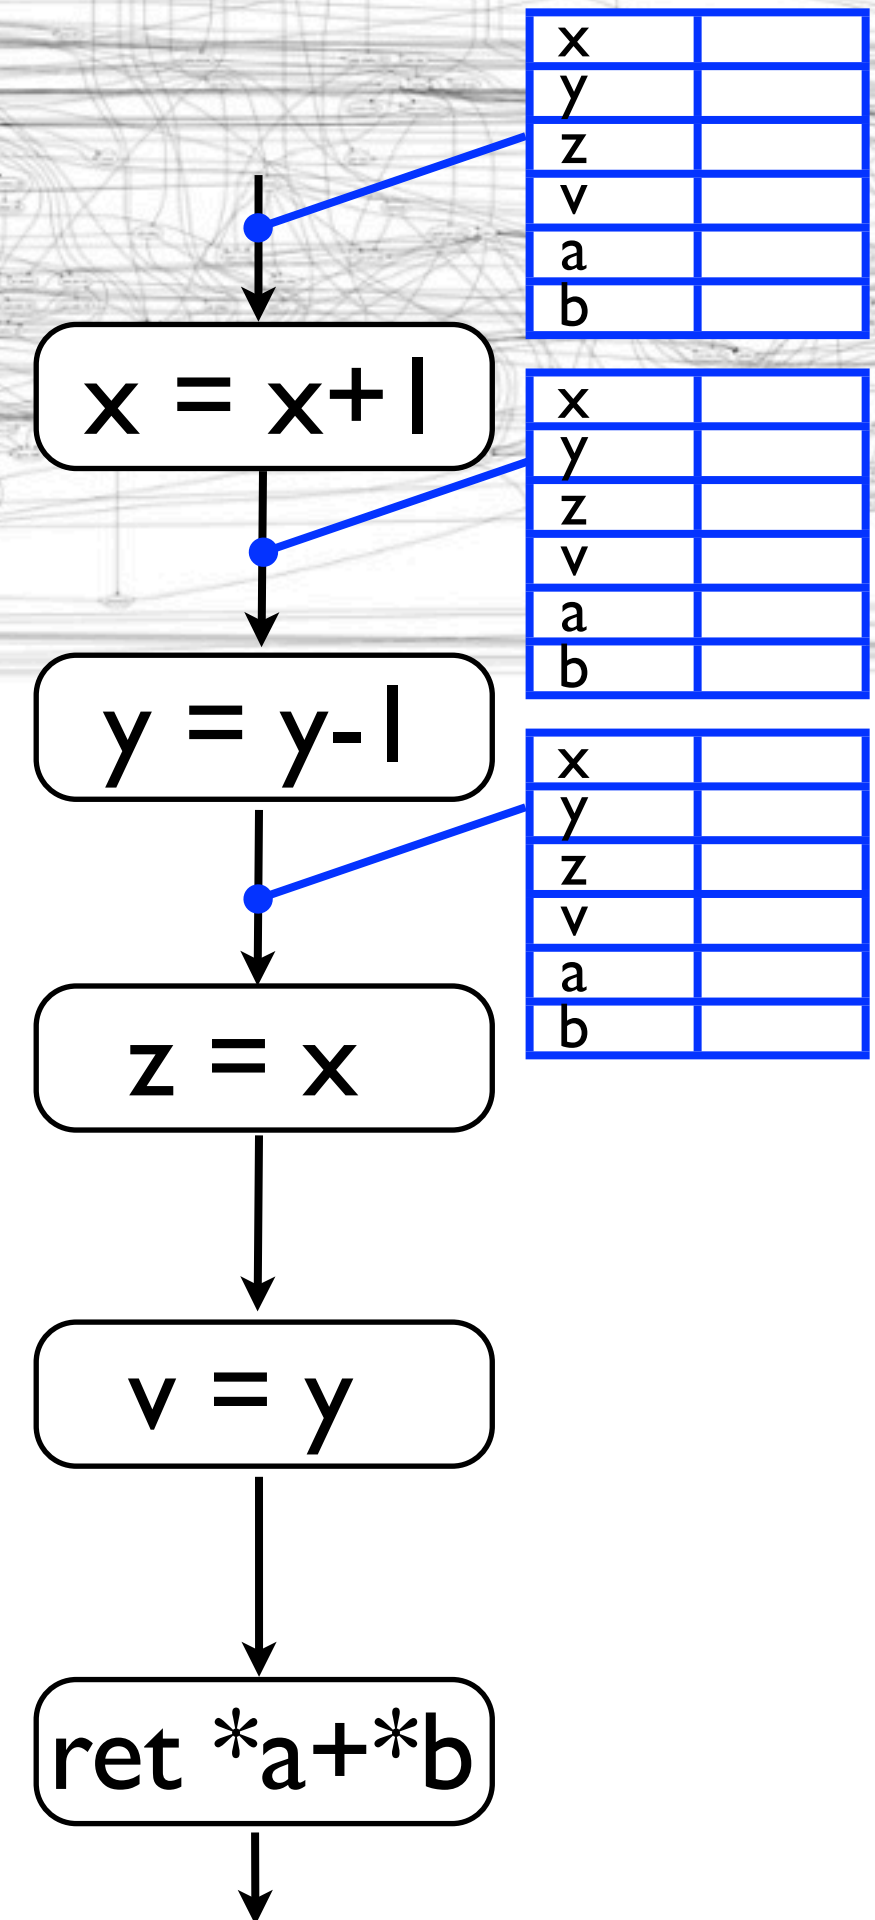 x
y
z
v
a
b
x = x+1
x
y
z
v
a
b
y = y-1
x
y
z
v
a
b
z = x
v = y
ret *a+*b